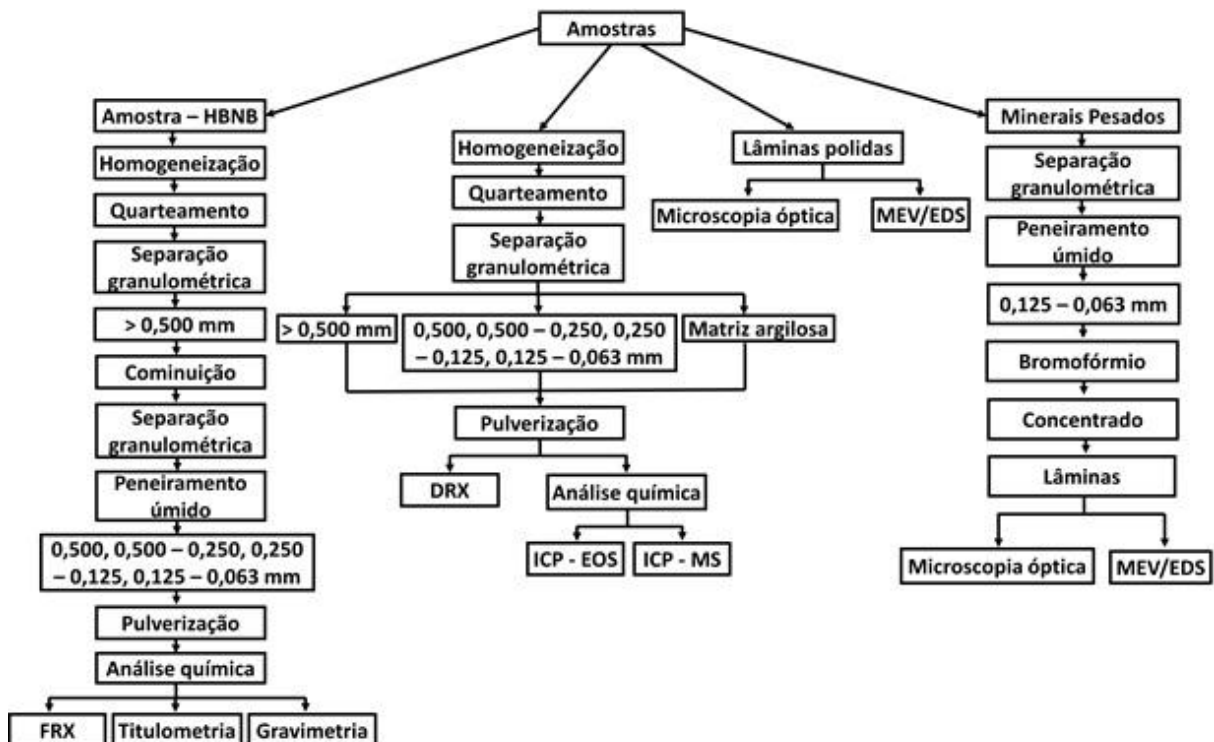 Amostras
Amostra – HBNB
Homogeneização
Quarteamento
Separação
granulométrica
> 0,500 mm
Cominuição
Separação
granulométrica
Peneiramento
úmido
0,500, 0,500 – 0,250, 0,250
– 0,125, 0,125 – 0,063 mm
Pulverização
Análise química
FRX
Titulometria
Gravimetria
Homogeneização
Quarteamento
Separação
granulométrica
> 0,500 mm
0,500, 0,500 – 0,250, 0,250
– 0,125, 0,125 – 0,063 mm
Matriz argilosa
Pulverização
DRX
Análise química
ICP - EOS
ICP - MS
Lâminas polidas
Microscopia óptica
MEV/EDS
Minerais Pesados
Separação
granulométrica
Peneiramento
úmido
0,125 – 0,063 mm
Bromofórmio
Concentrado
Lâminas
Microscopia óptica
MEV/EDS